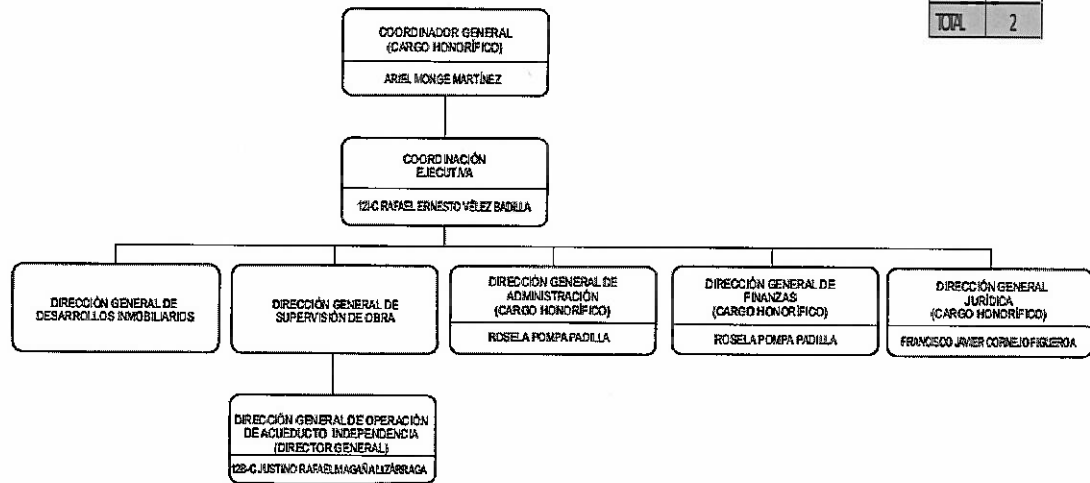 TOTAL 2
COORDINADOR GENERAL
(CARGO HONORÍFICO)
ARIEL MONGE MARTÍNEZ
COORDINACIÓN
EJECUTIVA
12I-C RAFAEL ERNESTO VÉLEZ BADILLA
DIRECCIÓN GENERAL DE
DESARROLLOS INMOBILIARIOS
DIRECCIÓN GENERAL DE
SUPERVISIÓN DE OBRA
DIRECCIÓN GENERAL DE
ADMINISTRACIÓN
(CARGO HONORÍFICO)
ROSELA POMPA PADILLA
DIRECCIÓN GENERAL DE
FINANZAS
(CARGO HONORÍFICO)
ROSELA POMPA PADILLA
DIRECCIÓN GENERAL
JURÍDICA
(CARGO HONORÍFICO)
FRANCISCO JAVIER CORNEJO FIGUEROA
DIRECCIÓN GENERAL DE OPERACIÓN
DE ACUEDUCTO INDEPENDENCIA
(DIRECTOR GENERAL)
JUSTINO RAFAEL MAGAÑA LIZÁRRAGA